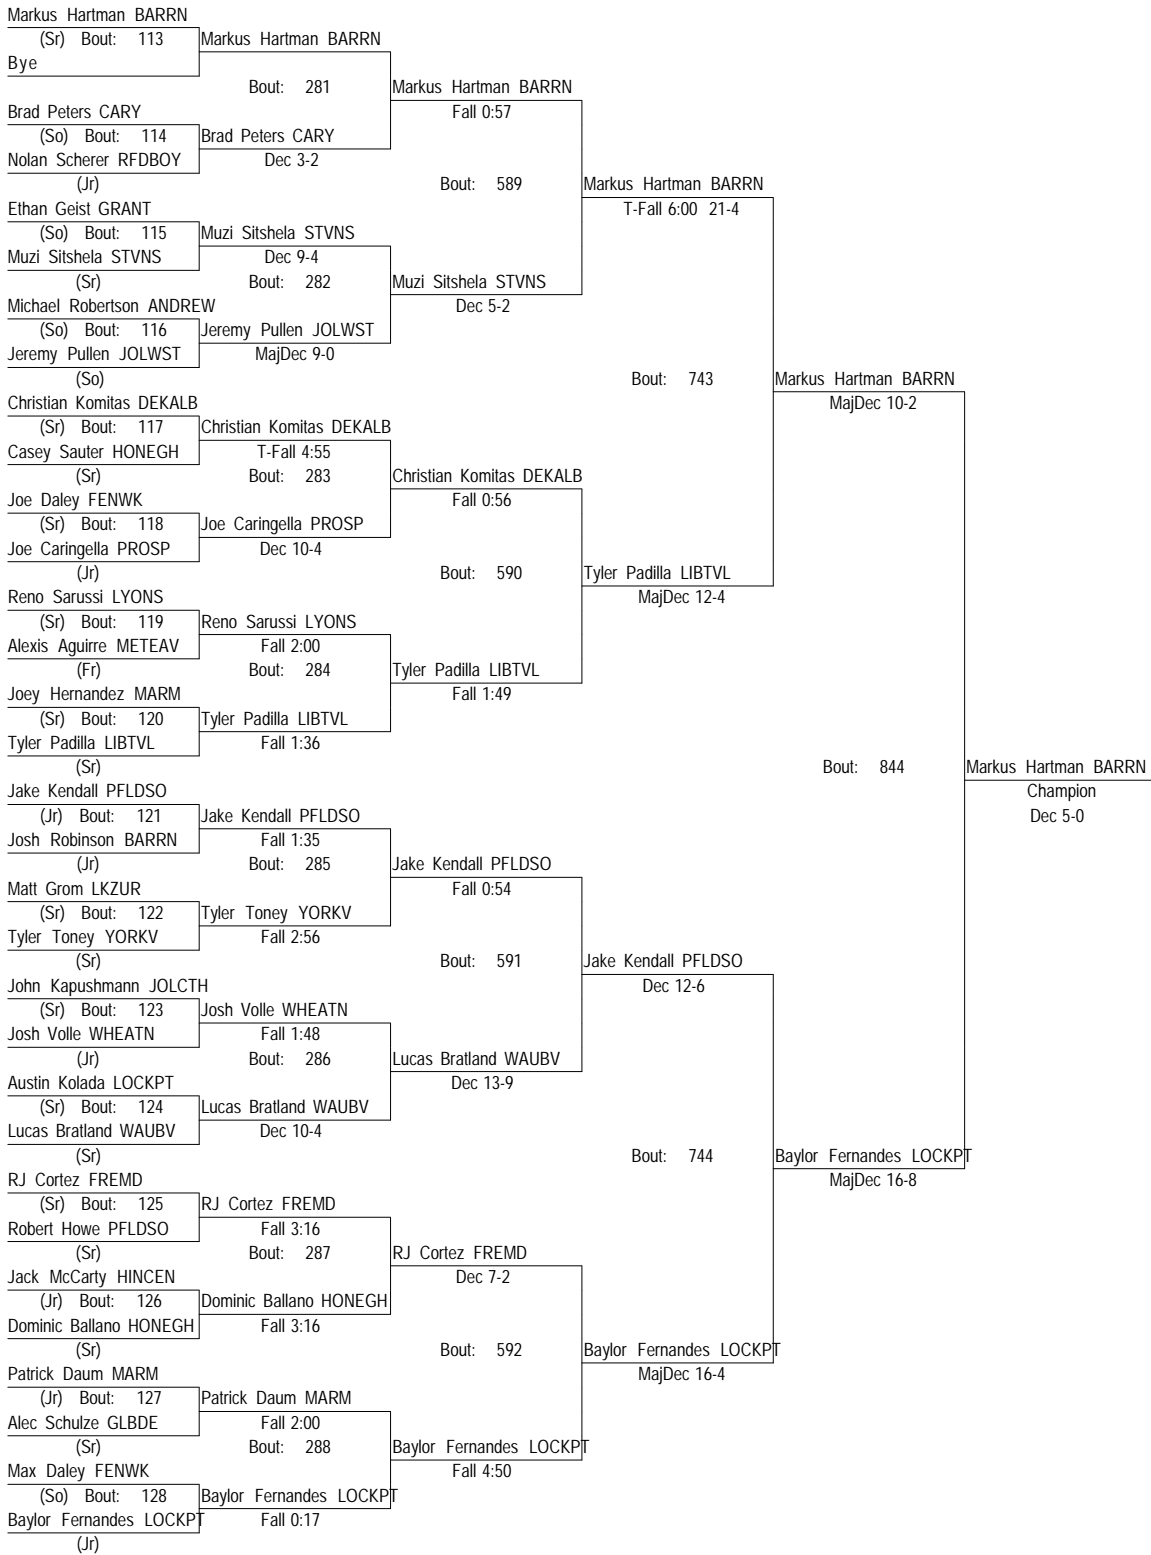 Markus Hartman BARRN
(Sr) Bout: 113 Markus Hartman BARRN
Bye
Bout: 281 Markus Hartman BARRN
Brad Peters CARY Fall 0:57
(So) Bout: 114 Brad Peters CARY
Nolan Scherer RFDBOY Dec 3-2
(Jr) Bout: 589 Markus Hartman BARRN
Ethan Geist GRANT T-Fall 6:00 21-4
(So) Bout: 115 Muzi Sitshela STVNS
Muzi Sitshela STVNS Dec 9-4
(Sr) Bout: 282 Muzi Sitshela STVNS
Michael Robertson ANDREW Dec 5-2
(So) Bout: 116 Jeremy Pullen JOLWST
Jeremy Pullen JOLWST MajDec 9-0
(So) Bout: 743 Markus Hartman BARRN
Christian Komitas DEKALB MajDec 10-2
(Sr) Bout: 117 Christian Komitas DEKALB
Casey Sauter HONEGH T-Fall 4:55
(Sr) Bout: 283 Christian Komitas DEKALB
Joe Daley FENWK Fall 0:56
(Sr) Bout: 118 Joe Caringella PROSP
Joe Caringella PROSP Dec 10-4
(Jr) Bout: 590 Tyler Padilla LIBTVL
Reno Sarussi LYONS MajDec 12-4
(Sr) Bout: 119 Reno Sarussi LYONS
Alexis Aguirre METEAV Fall 2:00
(Fr) Bout: 284 Tyler Padilla LIBTVL
Joey Hernandez MARM Fall 1:49
(Sr) Bout: 120 Tyler Padilla LIBTVL
Tyler Padilla LIBTVL Fall 1:36
(Sr) Bout: 844 Markus Hartman BARRN
Jake Kendall PFLDSO Champion
(Jr) Bout: 121 Jake Kendall PFLDSO Dec 5-0
Josh Robinson BARRN Fall 1:35
(Jr) Bout: 285 Jake Kendall PFLDSO
Matt Grom LKZUR Fall 0:54
(Sr) Bout: 122 Tyler Toney YORKV
Tyler Toney YORKV Fall 2:56
(Sr) Bout: 591 Jake Kendall PFLDSO
John Kapushmann JOLCTH Dec 12-6
(Sr) Bout: 123 Josh Volle WHEATN
Josh Volle WHEATN Fall 1:48
(Jr) Bout: 286 Lucas Bratland WAUBV
Austin Kolada LOCKPT Dec 13-9
(Sr) Bout: 124 Lucas Bratland WAUBV
Lucas Bratland WAUBV Dec 10-4
(Sr) Bout: 744 Baylor Fernandes LOCKPT
RJ Cortez FREMD MajDec 16-8
(Sr) Bout: 125 RJ Cortez FREMD
Robert Howe PFLDSO Fall 3:16
(Sr) Bout: 287 RJ Cortez FREMD
Jack McCarty HINCEN Dec 7-2
(Jr) Bout: 126 Dominic Ballano HONEGH
Dominic Ballano HONEGH Fall 3:16
(Sr) Bout: 592 Baylor Fernandes LOCKPT
Patrick Daum MARM MajDec 16-4
(Jr) Bout: 127 Patrick Daum MARM
Alec Schulze GLBDE Fall 2:00
(Sr) Bout: 288 Baylor Fernandes LOCKPT
Max Daley FENWK Fall 4:50
(So) Bout: 128 Baylor Fernandes LOCKPT
Baylor Fernandes LOCKPT Fall 0:17
(Jr)